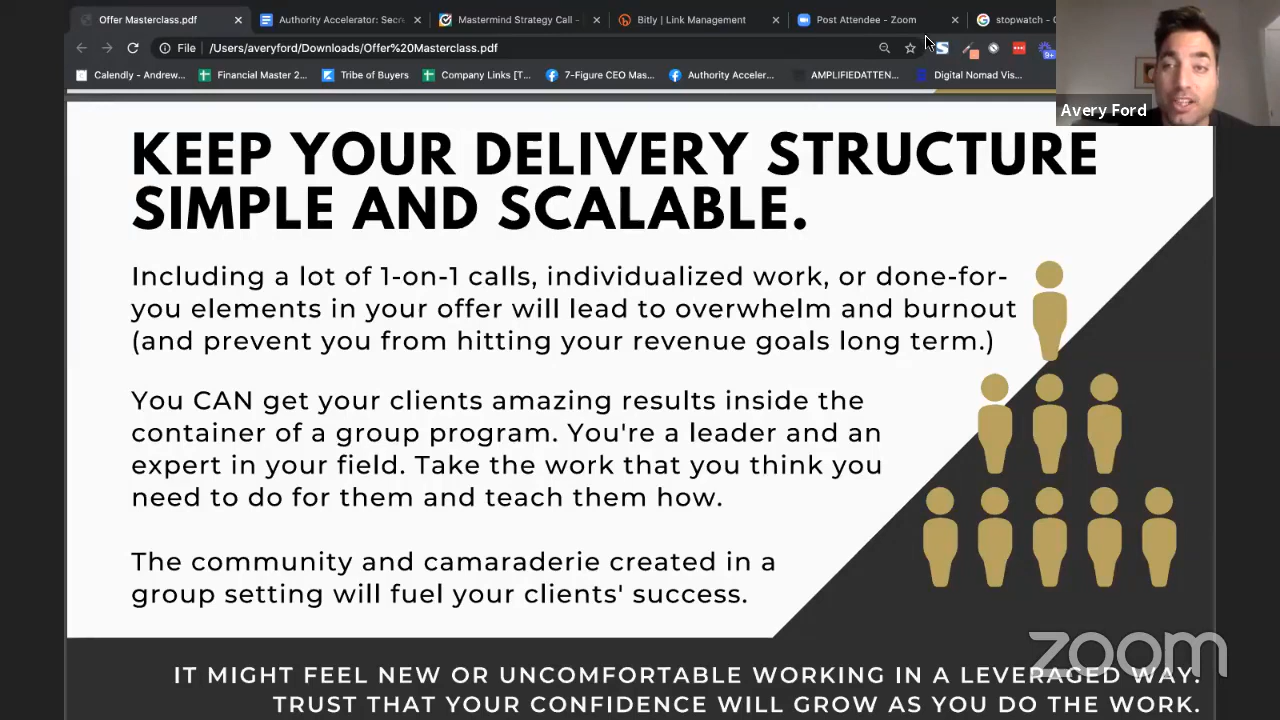 Offer Masterclass.pdf
Authority Accelerator: Secre
Mastermind Strategy Call -
Bitly | Link Management
Post Attendee - Zoom
stopwatch - G
File
/Users/averyford/Downloads/Offer%20Masterclass.pdf
9+
Calendly - Andrew...
Financial Master 2...
Tribe of Buyers
Company Links [T...
7-Figure CEO Mas...
Authority Acceler...
AMPLIFIEDATTEN...
Digital Nomad Vis...
Avery Ford
KEEP YOUR DELIVERY STRUCTURE
SIMPLE AND SCALABLE.
Including a lot of 1-on-1 calls, individualized work, or done-for-
you elements in your offer will lead to overwhelm and burnout
(and prevent you from hitting your revenue goals long term.)
You CAN get your clients amazing results inside the
container of a group program. You're a leader and an
expert in your field. Take the work that you think you
need to do for them and teach them how.
The community and camaraderie created in a
group setting will fuel your clients' success.
IT MIGHT FEEL NEW OR UNCOMFORTABLE WORKING IN A LEVERAGED WAY.
TRUST THAT YOUR CONFIDENCE WILL GROW AS YOU DO THE WORK.
zoom